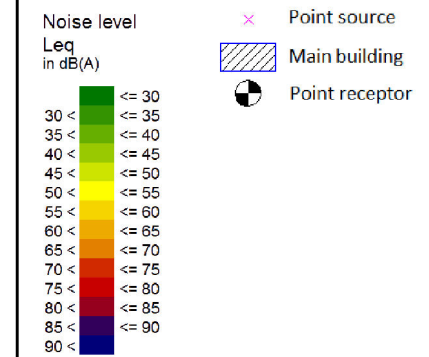 Noise level
Leq
in dB(A)
<= 30
30 < <= 35
35 < <= 40
40 < <= 45
45 < <= 50
50 < <= 55
55 < <= 60
60 < <= 65
65 < <= 70
70 < <= 75
75 < <= 80
80 < <= 85
85 < <= 90
90 <
Point source
Main building
Point receptor